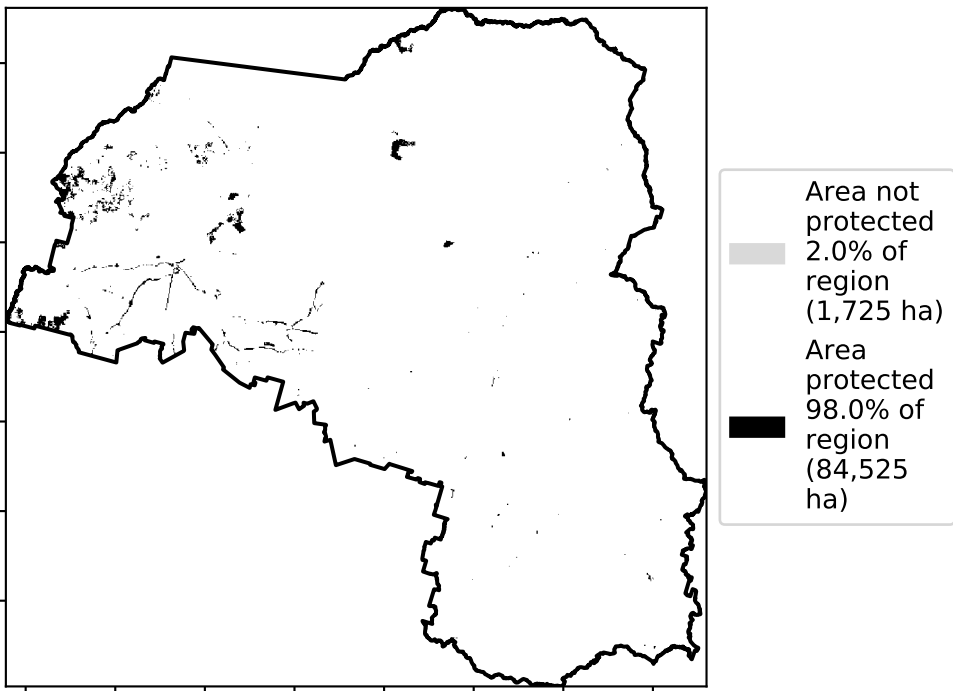 Area not
protected
2.0% of
region
(1,725 ha)
Area
protected
98.0% of
region
(84,525
ha)